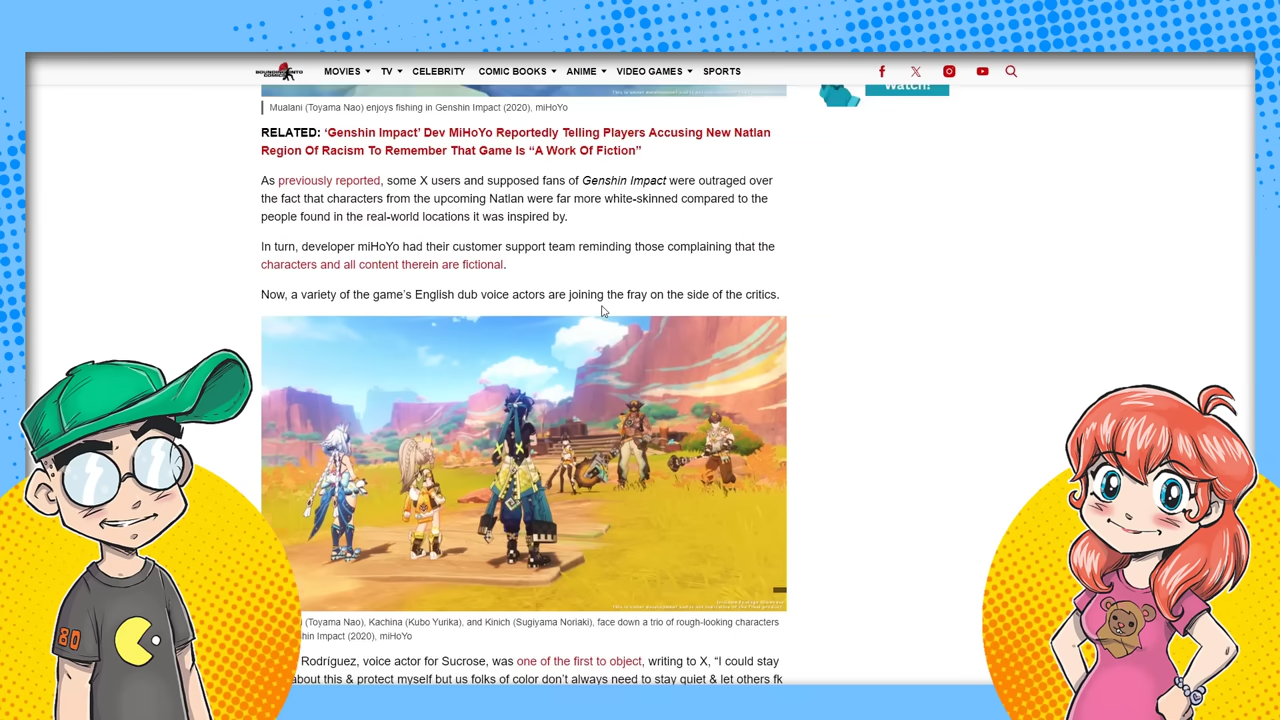 BOUNDING INTO
COMICS
MOVIES TV CELEBRITY COMIC BOOKS ANIME VIDEO GAMES SPORTS
Watch!
Mualani (Toyama Nao) enjoys fishing in Genshin Impact (2020), miHoYo
RELATED: ‘Genshin Impact’ Dev MiHoYo Reportedly Telling Players Accusing New Natlan
Region Of Racism To Remember That Game Is “A Work Of Fiction”
As previously reported, some X users and supposed fans of Genshin Impact were outraged over
the fact that characters from the upcoming Natlan were far more white-skinned compared to the
people found in the real-world locations it was inspired by.
In turn, developer miHoYo had their customer support team reminding those complaining that the
characters and all content therein are fictional.
Now, a variety of the game’s English dub voice actors are joining the fray on the side of the critics.
(Toyama Nao), Kachina (Kubo Yurika), and Kinich (Sugiyama Noriaki), face down a trio of rough-looking characters
Impact (2020), miHoYo
Rodríguez, voice actor for Sucrose, was one of the first to object, writing to X, “I could stay
about this & protect myself but us folks of color don’t always need to stay quiet & let others fk
80